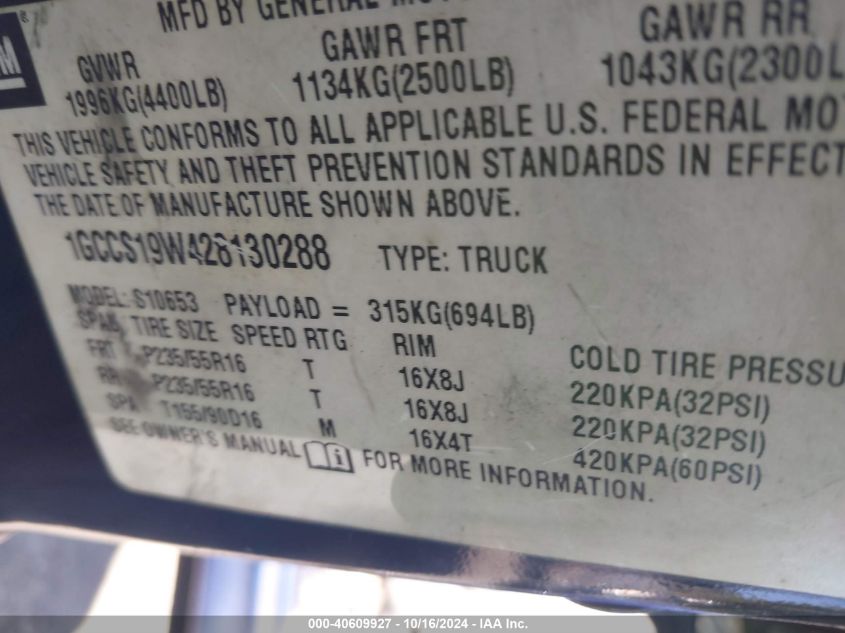 MFD BY GENERAL
GM
GVWR GAWR FRT GAWR RR
1996KG(4400LB) 1134KG(2500LB) 1043KG(2300L
THIS VEHICLE CONFORMS TO ALL APPLICABLE U.S. FEDERAL MO
VEHICLE SAFETY AND THEFT PREVENTION STANDARDS IN EFFECT
THE DATE OF MANUFACTURE SHOWN ABOVE.
1GCCS19W428130288 TYPE: TRUCK
MODEL: S10653 PAYLOAD = 315KG(694LB)
SPAN TIRE SIZE SPEED RTG RIM COLD TIRE PRESSU
FRT P235/55R16 T 16X8J 220KPA(32PSI)
RR P235/55R16 T 16X8J 220KPA(32PSI)
SPA T155/90D16 M 16X4T 420KPA(60PSI)
SEE OWNER'S MANUAL FOR MORE INFORMATION.
000-40609927 - 10/16/2024 - IAA Inc.